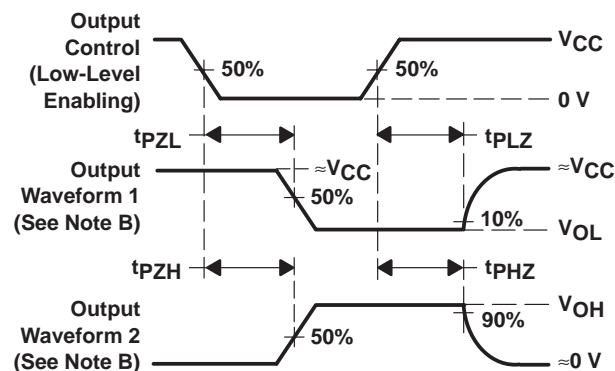 Output
Control
(Low-Level
Enabling)
50%
50%
VCC
0 V
tPZL
tPLZ
Output
Waveform 1
(See Note B)
≈VCC
50%
≈VCC
10%
VOL
tPZH
tPHZ
Output
Waveform 2
(See Note B)
50%
VOH
90%
≈0 V